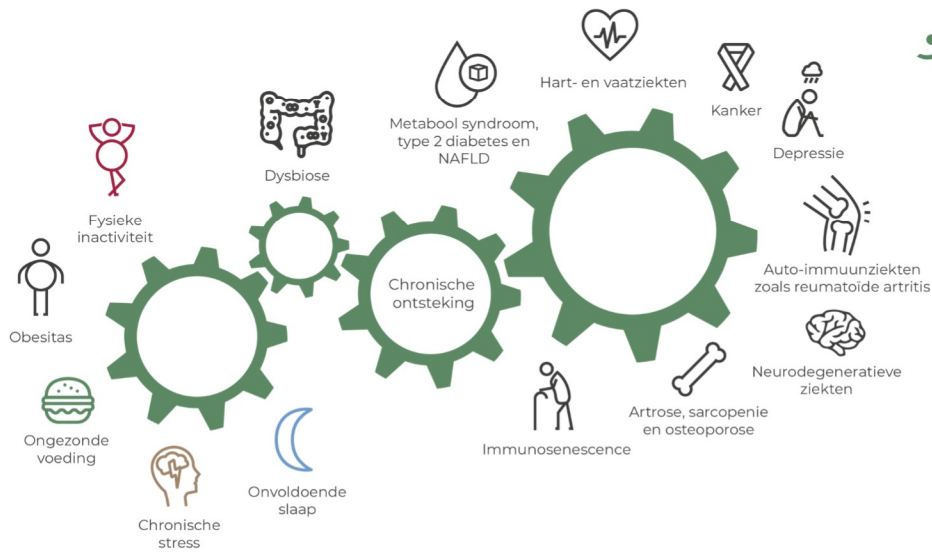 Hart- en vaatziekten
Kanker
Metabool syndroom,
type 2 diabetes en
NAFLD
Depressie
Dysbiose
Fysieke
inactiviteit
Auto-immuunziekten
zoals reumatoïde artritis
Chronische
ontsteking
Obesitas
Neurodegeneratieve
ziekten
Artrose, sarcopenie
en osteoporose
Ongezonde
voeding
Immunosenescence
Onvoldoende
slaap
Chronische
stress